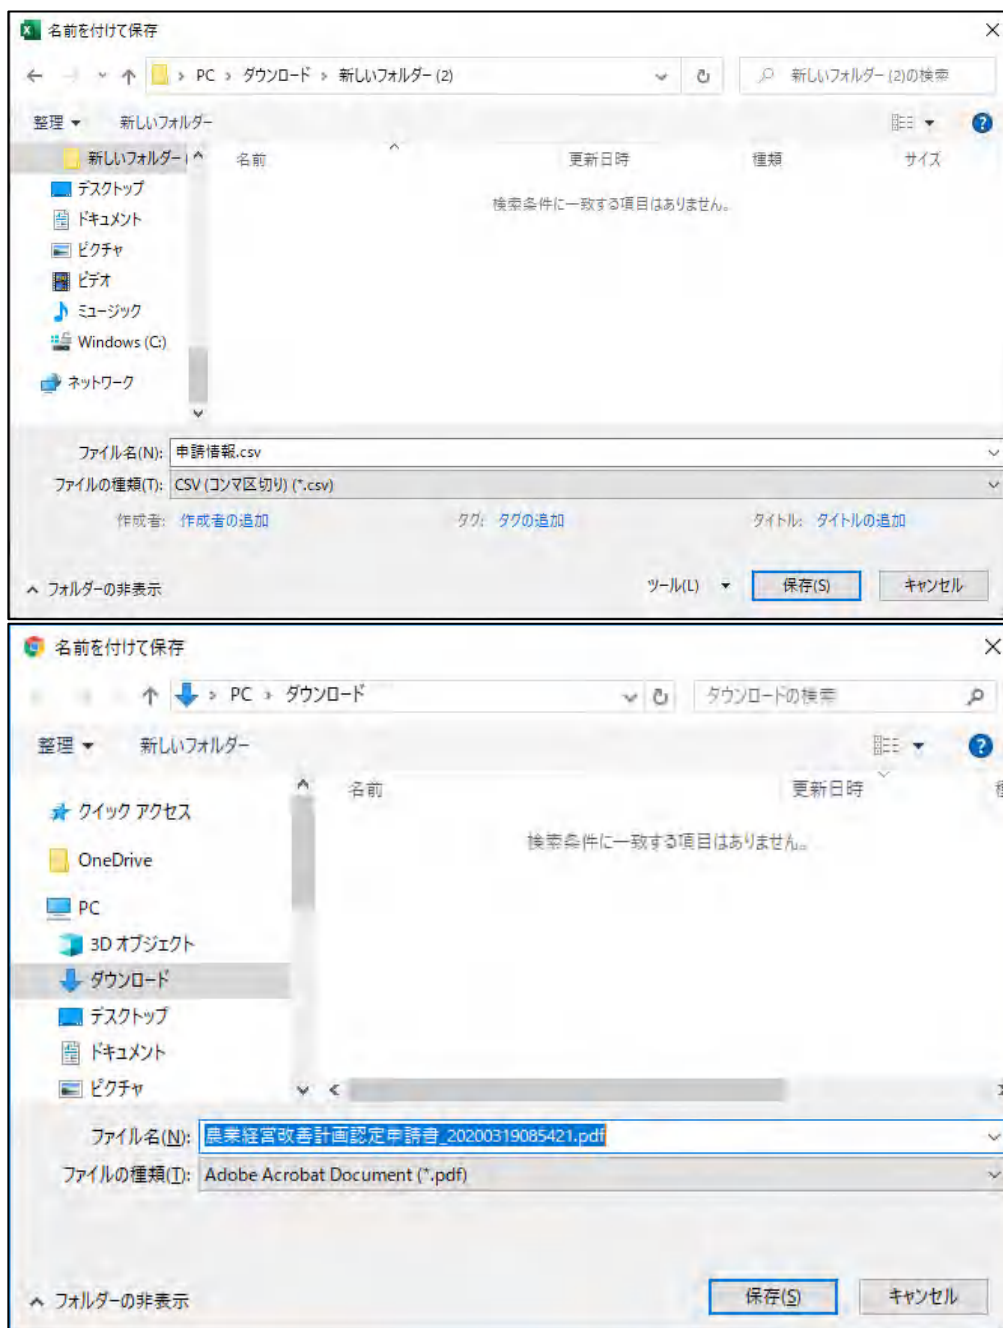 名前を付けて保存
PC › ダウンロード › 新しいフォルダー (2)
新しいフォルダー (2)の検索
整理 新しいフォルダー
新しいフォルダー (
名前 更新日時 種類 サイズ
検索条件に一致する項目はありません。
デスクトップ
ドキュメント
ピクチャ
ビデオ
ミュージック
Windows (C:)
ネットワーク
ファイル名(N): 申請情報.csv
ファイルの種類(T): CSV (コンマ区切り) (*.csv)
作成者: 作成者の追加 タグ: タグの追加 タイトル: タイトルの追加
フォルダーの非表示 ツール(L) 保存(S) キャンセル
名前を付けて保存
PC › ダウンロード
ダウンロードの検索
整理 新しいフォルダー
名前 更新日時 種
検索条件に一致する項目はありません。
クイック アクセス
OneDrive
PC
3D オブジェクト
ダウンロード
デスクトップ
ドキュメント
ピクチャ
ファイル名(N): 農業経営改善計画認定申請書_20200319085421.pdf
ファイルの種類(T): Adobe Acrobat Document (*.pdf)
フォルダーの非表示 保存(S) キャンセル